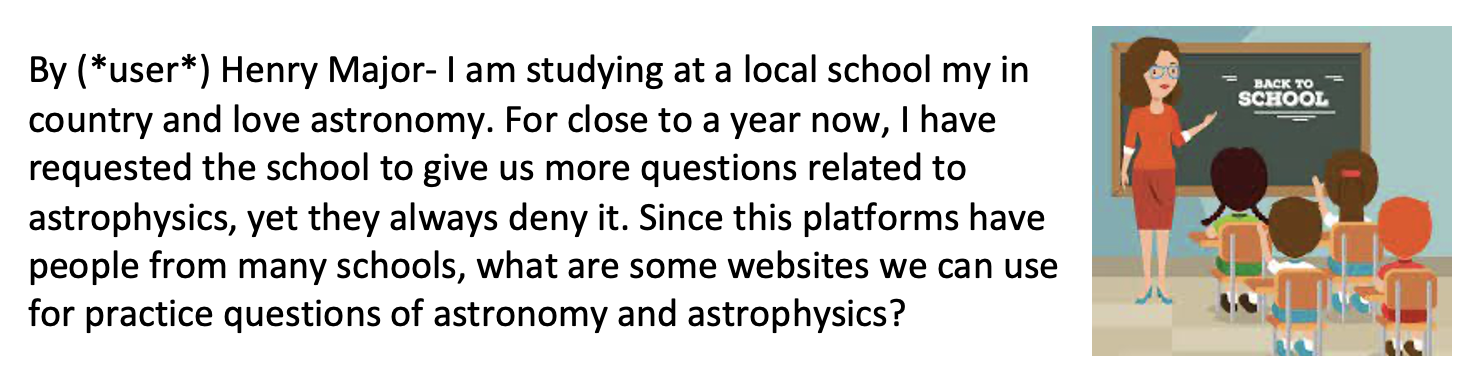 By (*user*) Henry Major- I am studying at a local school my in
country and love astronomy. For close to a year now, I have
requested the school to give us more questions related to
astrophysics, yet they always deny it. Since this platforms have
people from many schools, what are some websites we can use
for practice questions of astronomy and astrophysics?
BACK TO
SCHOOL